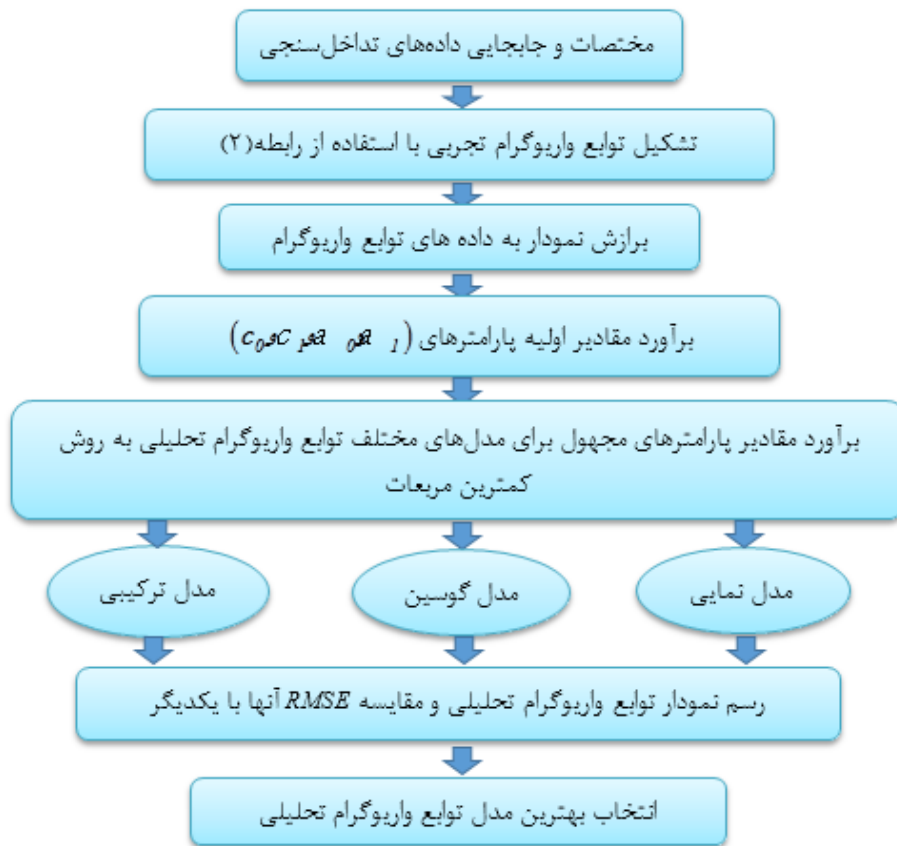 مختصات و جابجایی داده‌های تداخل‌سنجی
تشکیل توابع واریوگرام تجربی با استفاده از رابطه(۲)
برازش نمودار به داده های توابع واریوگرام
برآورد مقادیر اولیه پارامترهای
برآورد مقادیر پارامترهای مجهول برای مدل‌های مختلف توابع واریوگرام تحلیلی به روش
کمترین مربعات
مدل نمایی
مدل گوسین
مدل ترکیبی
رسم نمودار توابع واریوگرام تحلیلی و مقایسه RMSE آنها با یکدیگر
انتخاب بهترین مدل توابع واریوگرام تحلیلی